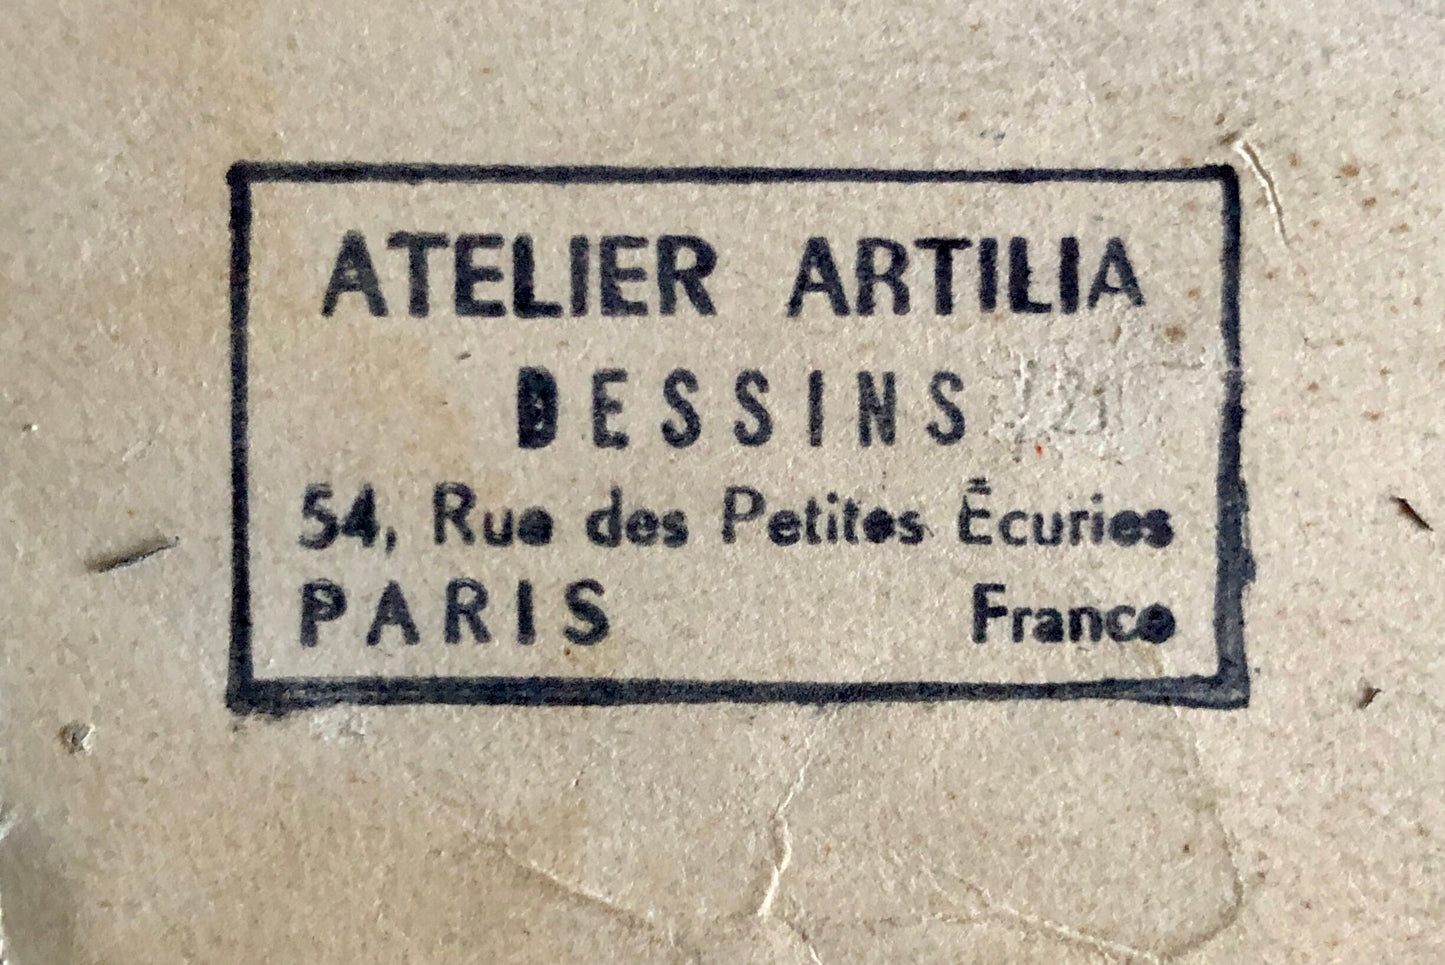 ATELIER ARTILIA
DESSINS
54, Rue des Petites Écuries
PARIS France